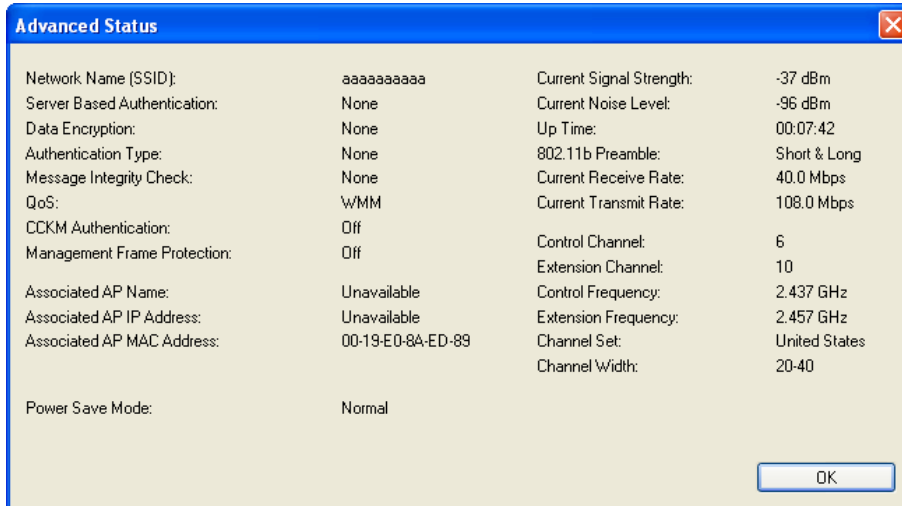 Advanced Status
Network Name (SSID): aaaaaaaaaa
Server Based Authentication: None
Data Encryption: None
Authentication Type: None
Message Integrity Check: None
QoS: WMM
CCKM Authentication: Off
Management Frame Protection: Off
Associated AP Name: Unavailable
Associated AP IP Address: Unavailable
Associated AP MAC Address: 00-19-E0-8A-ED-89
Power Save Mode: Normal
Current Signal Strength: -37 dBm
Current Noise Level: -96 dBm
Up Time: 00:07:42
802.11b Preamble: Short & Long
Current Receive Rate: 40.0 Mbps
Current Transmit Rate: 108.0 Mbps
Control Channel: 6
Extension Channel: 10
Control Frequency: 2.437 GHz
Extension Frequency: 2.457 GHz
Channel Set: United States
Channel Width: 20-40
OK